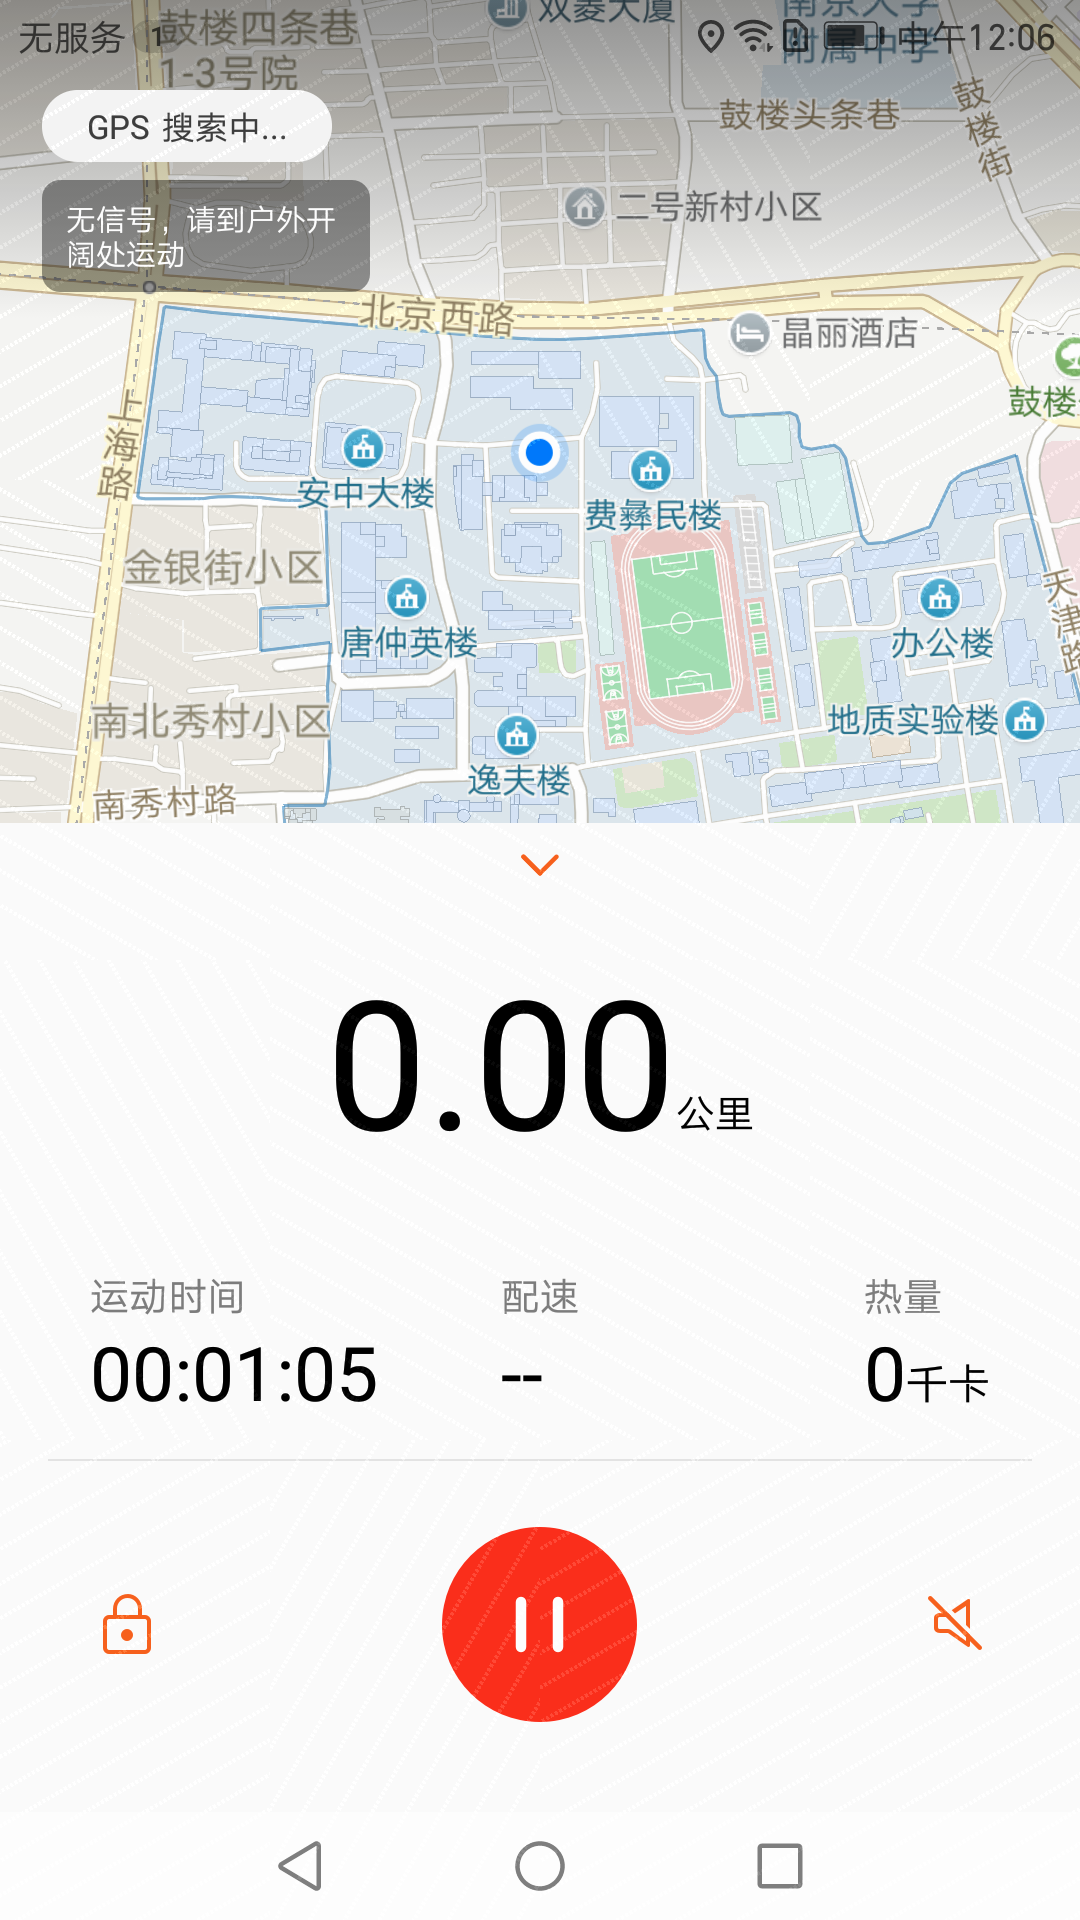 无服务
1
中午12:06
双菱大厦
南京大学
附属中学
鼓楼四条巷
1-3号院
鼓楼头条巷
鼓楼街
GPS 搜索中...
无信号，请到户外开
阔处运动
二号新村小区
北京西路
晶丽酒店
鼓楼
上海路
安中大楼
费彝民楼
金银街小区
唐仲英楼
办公楼
天津路
南北秀村小区
地质实验楼
逸夫楼
南秀村路
0.00公里
运动时间
配速
热量
00:01:05
--
0千卡